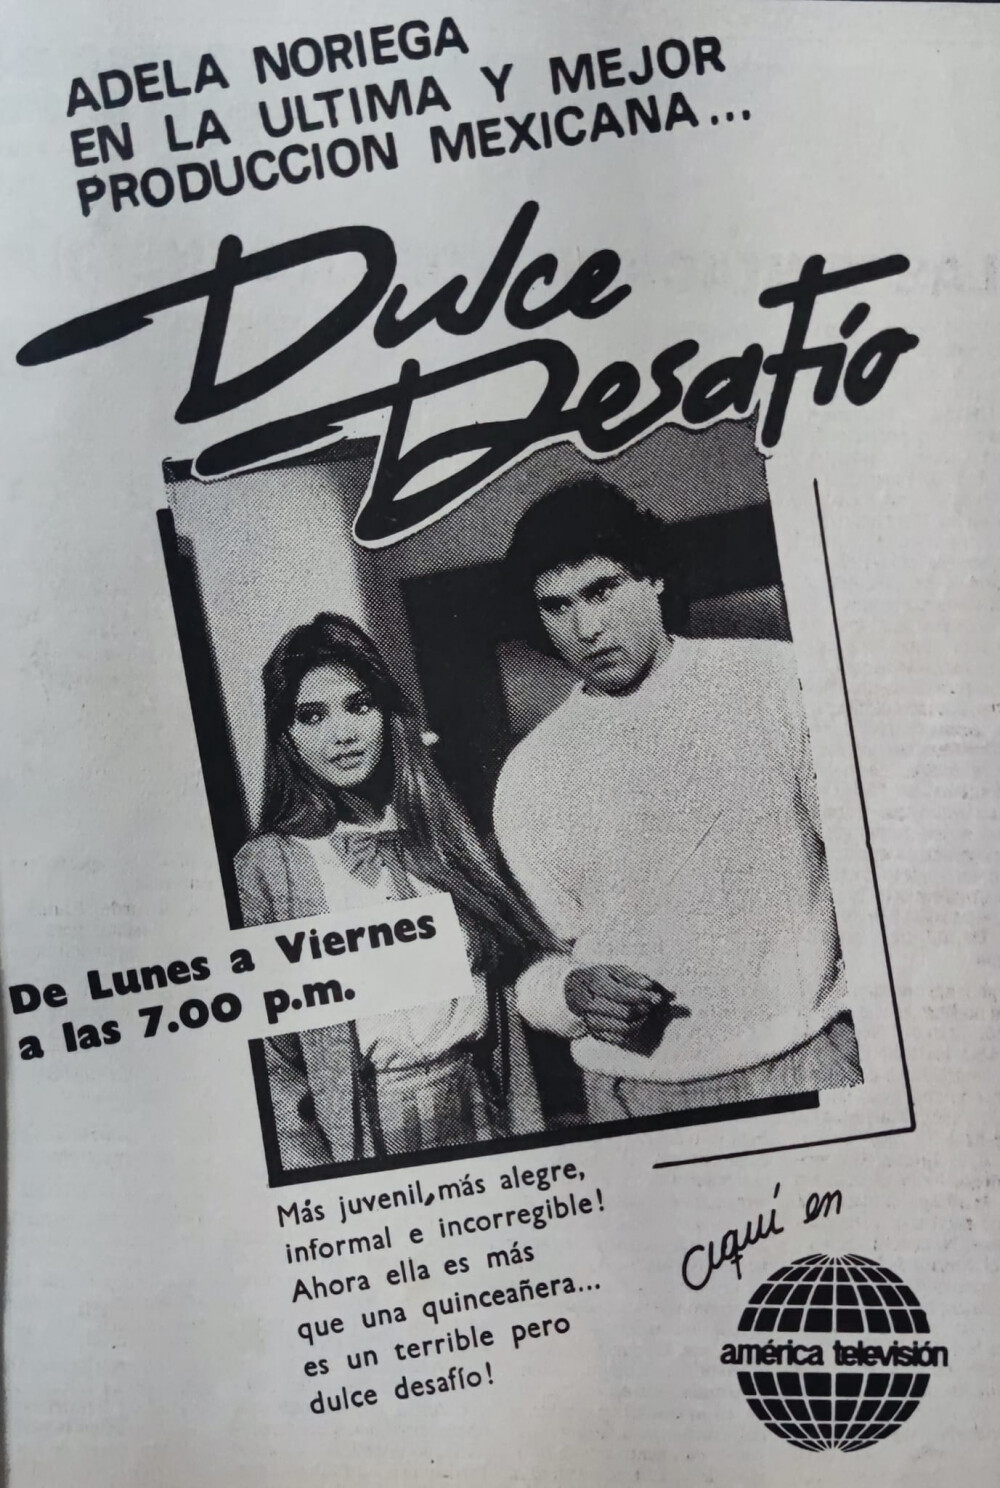 ADELA NORIEGA
EN LA ULTIMA Y MEJOR
PRODUCCION MEXICANA...
Dulce
Desafío
De Lunes a Viernes
a las 7.00 p.m.
Más juvenil, más alegre,
informal e incorregible!
Ahora ella es más
que una quinceañera...
es un terrible pero
dulce desafío!
aquí en
américa televisión